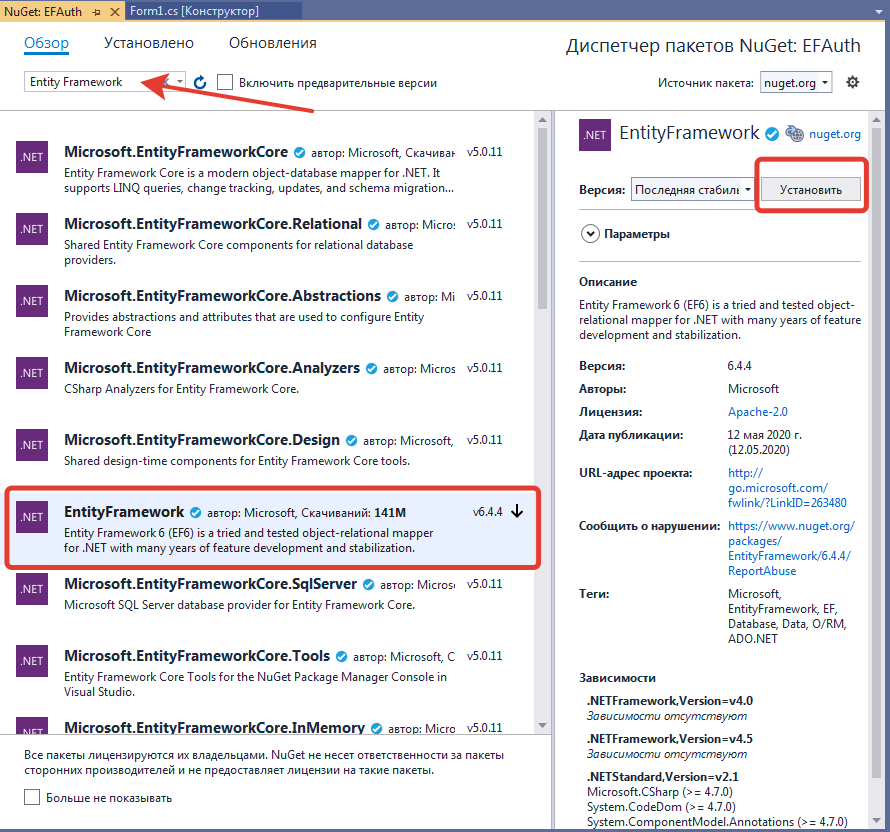 NuGet: EFAuth
Form1.cs [Конструктор]
Обзор
Установлено
Обновления
Диспетчер пакетов NuGet: EFAuth
Entity Framework
Включить предварительные версии
Источник пакета:
nuget.org
.NET
Microsoft.EntityFrameworkCore
автор: Microsoft, Скачиван
v5.0.11
Entity Framework Core is a modern object-database mapper for .NET. It
supports LINQ queries, change tracking, updates, and schema migration...
.NET
Microsoft.EntityFrameworkCore.Relational
автор: Micros
v5.0.11
Shared Entity Framework Core components for relational database
providers.
.NET
Microsoft.EntityFrameworkCore.Abstractions
автор: Mi
v5.0.11
Provides abstractions and attributes that are used to configure Entity
Framework Core
.NET
Microsoft.EntityFrameworkCore.Analyzers
автор: Micros
v5.0.11
CSharp Analyzers for Entity Framework Core.
.NET
Microsoft.EntityFrameworkCore.Design
автор: Microsoft,
v5.0.11
Shared design-time components for Entity Framework Core tools.
.NET
EntityFramework
автор: Microsoft, Скачиваний: 141M
v6.4.4
Entity Framework 6 (EF6) is a tried and tested object-relational mapper
for .NET with many years of feature development and stabilization.
.NET
Microsoft.EntityFrameworkCore.SqlServer
автор: Micros
v5.0.11
Microsoft SQL Server database provider for Entity Framework Core.
.NET
Microsoft.EntityFrameworkCore.Tools
автор: Microsoft, С
v5.0.11
Entity Framework Core Tools for the NuGet Package Manager Console in
Visual Studio.
.NET
Microsoft.EntityFrameworkCore.InMemory
автор: Micro
v5.0.11
Все пакеты лицензируются их владельцами. NuGet не несет ответственности за пакеты
сторонних производителей и не предоставляет лицензии на такие пакеты.
Больше не показывать
.NET
EntityFramework
nuget.org
Версия:
Последняя стабиль
Установить
Параметры
Описание
Entity Framework 6 (EF6) is a tried and tested object-
relational mapper for .NET with many years of feature
development and stabilization.
Версия:
6.4.4
Авторы:
Microsoft
Лицензия:
Apache-2.0
Дата публикации:
12 мая 2020 г.
(12.05.2020)
URL-адрес проекта:
http://
go.microsoft.com/
fwlink/?LinkID=263480
Сообщить о нарушении:
https://www.nuget.org/
packages/
EntityFramework/6.4.4/
ReportAbuse
Теги:
Microsoft,
EntityFramework, EF,
Database, Data, O/RM,
ADO.NET
Зависимости
.NETFramework,Version=v4.0
Зависимости отсутствуют
.NETFramework,Version=v4.5
Зависимости отсутствуют
.NETStandard,Version=v2.1
Microsoft.CSharp (>= 4.7.0)
System.CodeDom (>= 4.7.0)
System.ComponentModel.Annotations (>= 4.7.0)